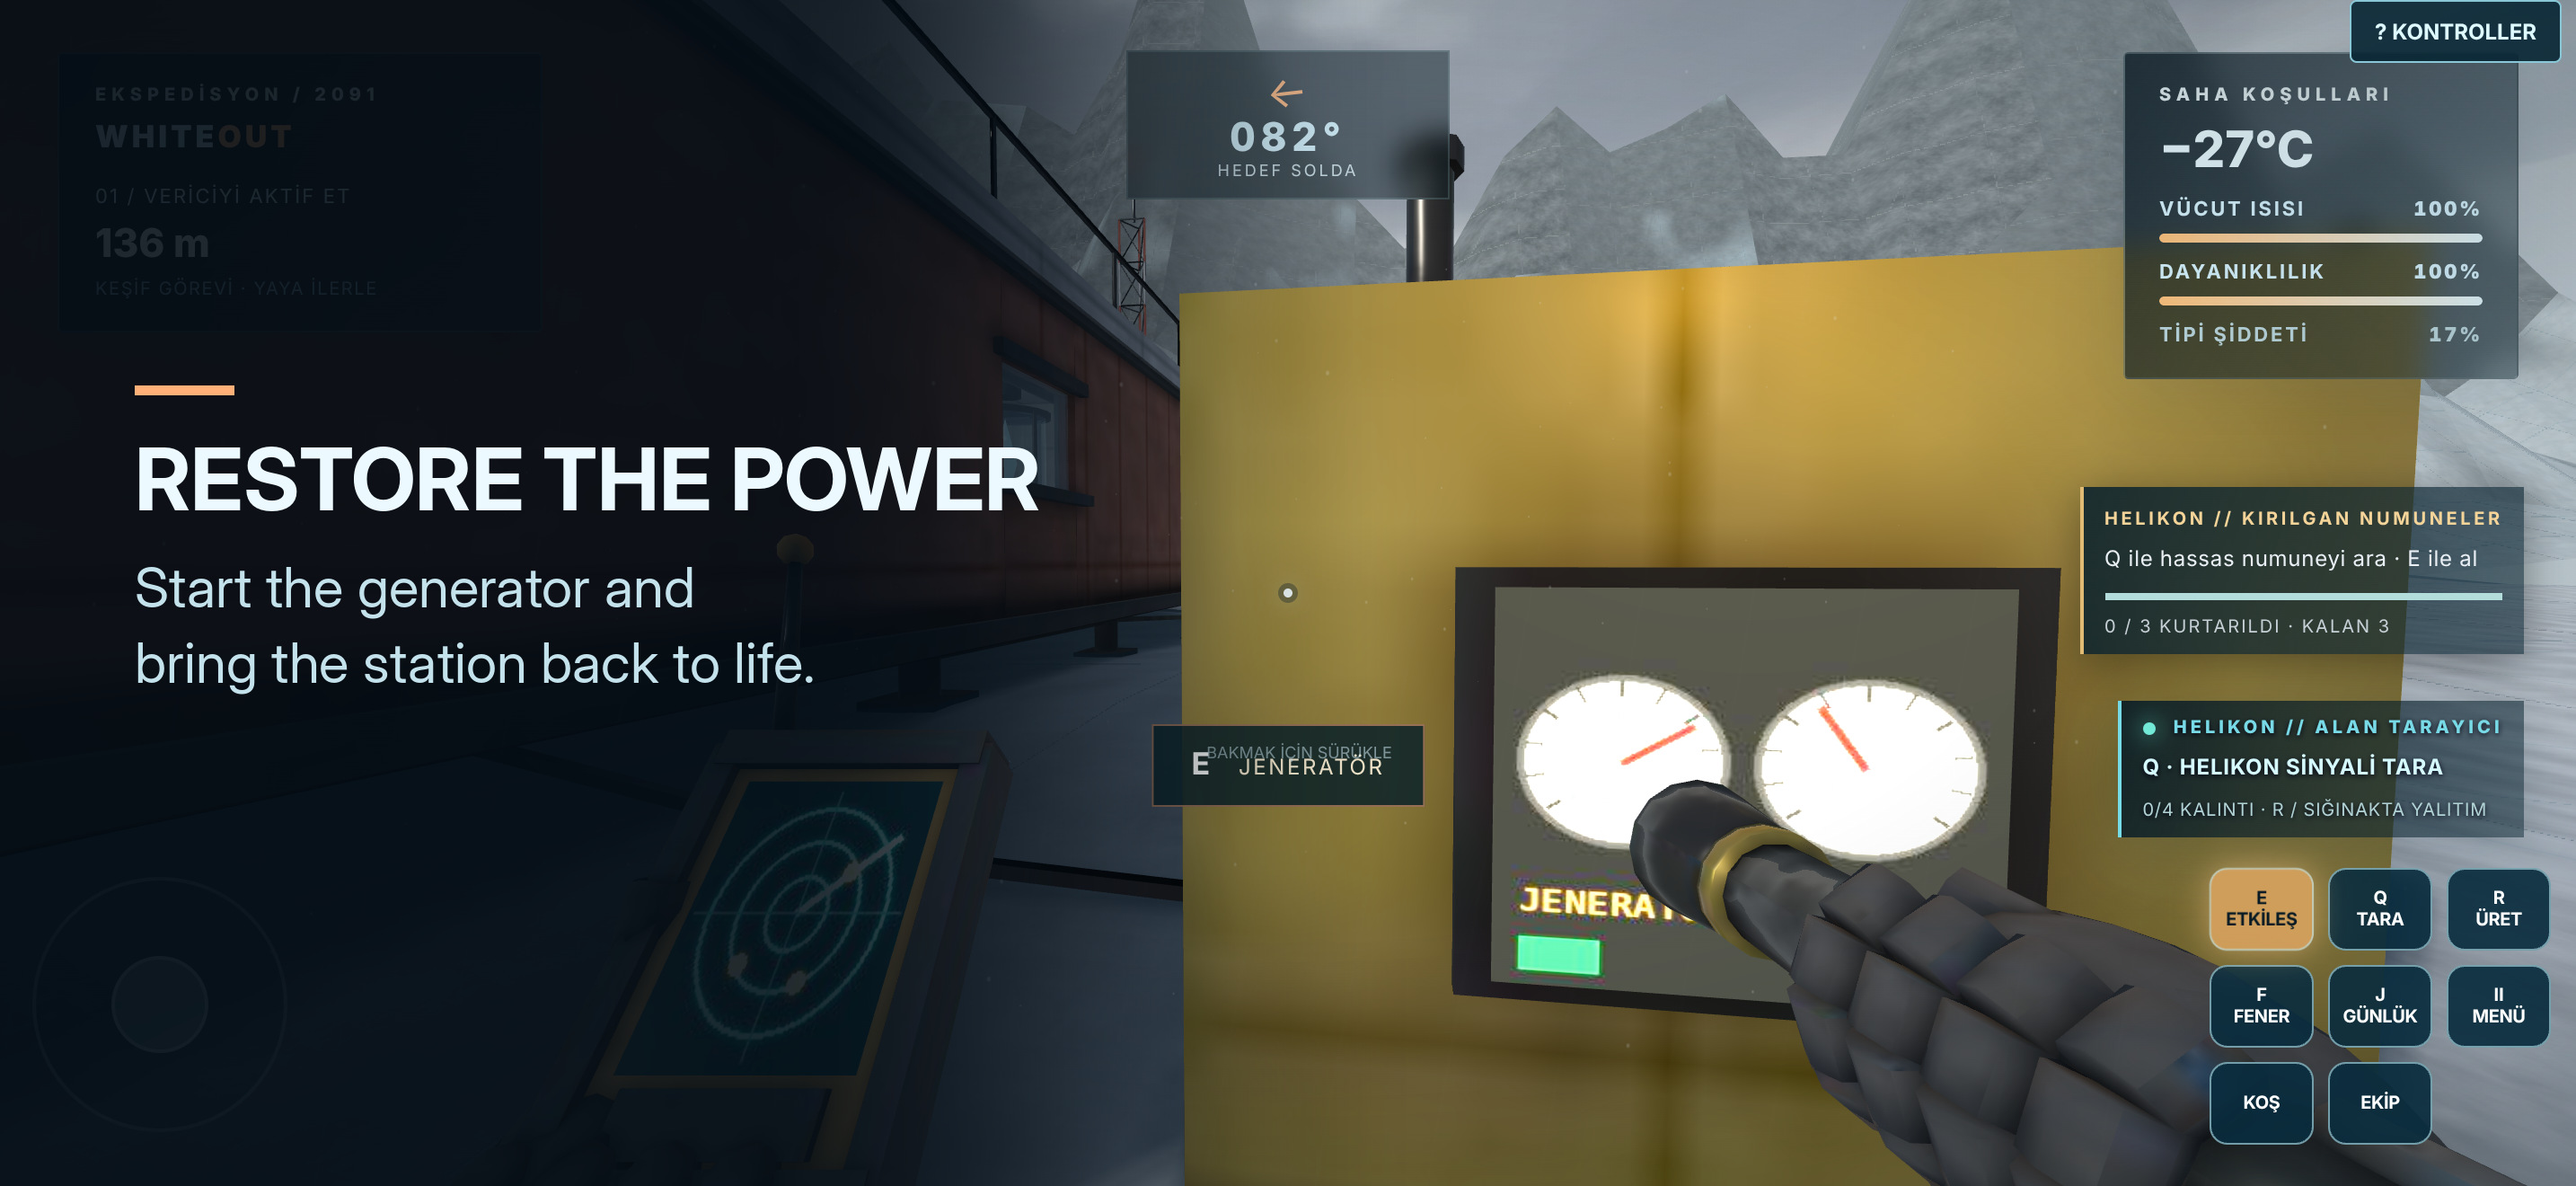 ? KONTROLLER
EKSPEDİSYON / 2091
WHITEOUT
01 / VERİCİYİ AKTİF ET
136 m
KEŞİF GÖREVİ · YAYA İLERLE
082°
HEDEF SOLDA
SAHA KOŞULLARI
−27°C
VÜCUT ISISI 100%
DAYANIKLILIK 100%
TİPİ ŞİDDETİ 17%
RESTORE THE POWER
Start the generator and
bring the station back to life.
HELIKON // KIRILGAN NUMUNELER
Q ile hassas numuneyi ara · E ile al
0 / 3 KURTARILDI · KALAN 3
BAKMAK İÇİN SÜRÜKLE
E JENERATÖR
HELIKON // ALAN TARAYICI
Q · HELIKON SİNYALİ TARA
0/4 KALINTI · R / SIĞINAKTA YALITIM
E
ETKİLEŞ
Q
TARA
R
ÜRET
F
FENER
J
GÜNLÜK
II
MENÜ
KOŞ
EKİP